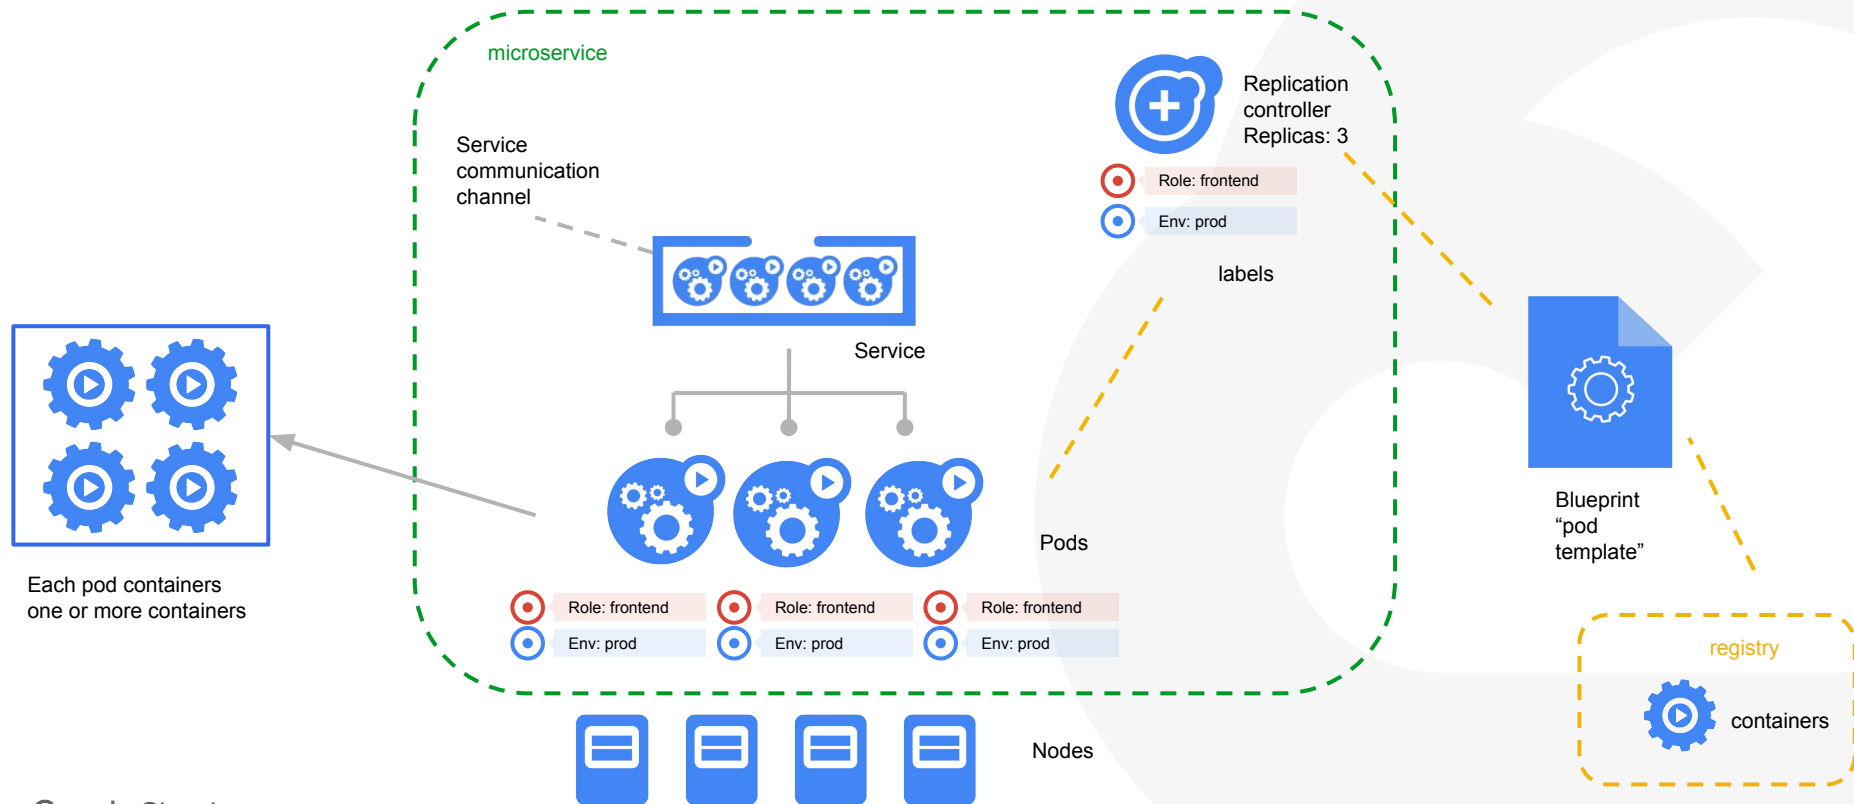 microservice
Replication
controller
Replicas: 3
Service
communication
channel
Role: frontend
Env: prod
labels
Service
Pods
Each pod containers
one or more containers
Role: frontend
Role: frontend
Role: frontend
Env: prod
Env: prod
Env: prod
Blueprint
“pod
template”
registry
containers
Nodes